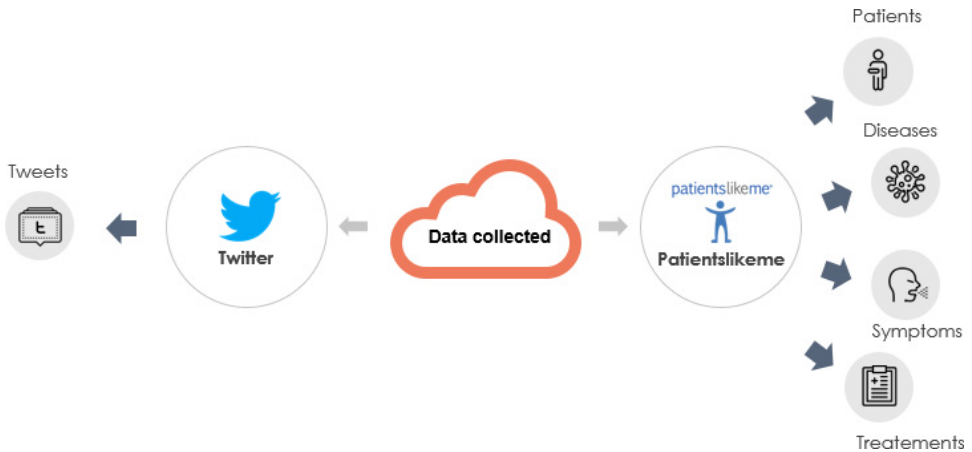 Patients
Diseases
Tweets
t
patientslikeme®
Data collected
Twitter
Patientslikeme
Symptoms
Treatements